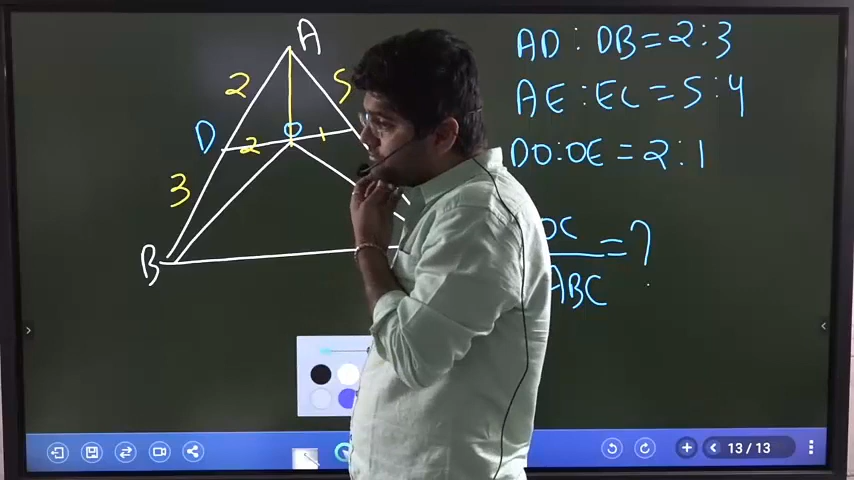 A
AD : DB = 2:3
2
5
AE : EC = 5:4
D
O
2
1
DO:OE = 2:1
3
OC
= ?
B
ABC
13/13